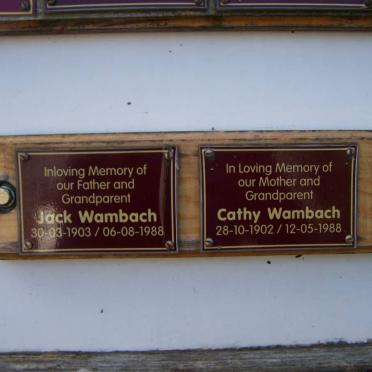 Inloving Memory of
our Father and
Grandparent
Jack Wambach
30-03-1903 / 06-08-1988
In Loving Memory of
our Mother and
Grandparent
Cathy Wambach
28-10-1902 / 12-05-1988